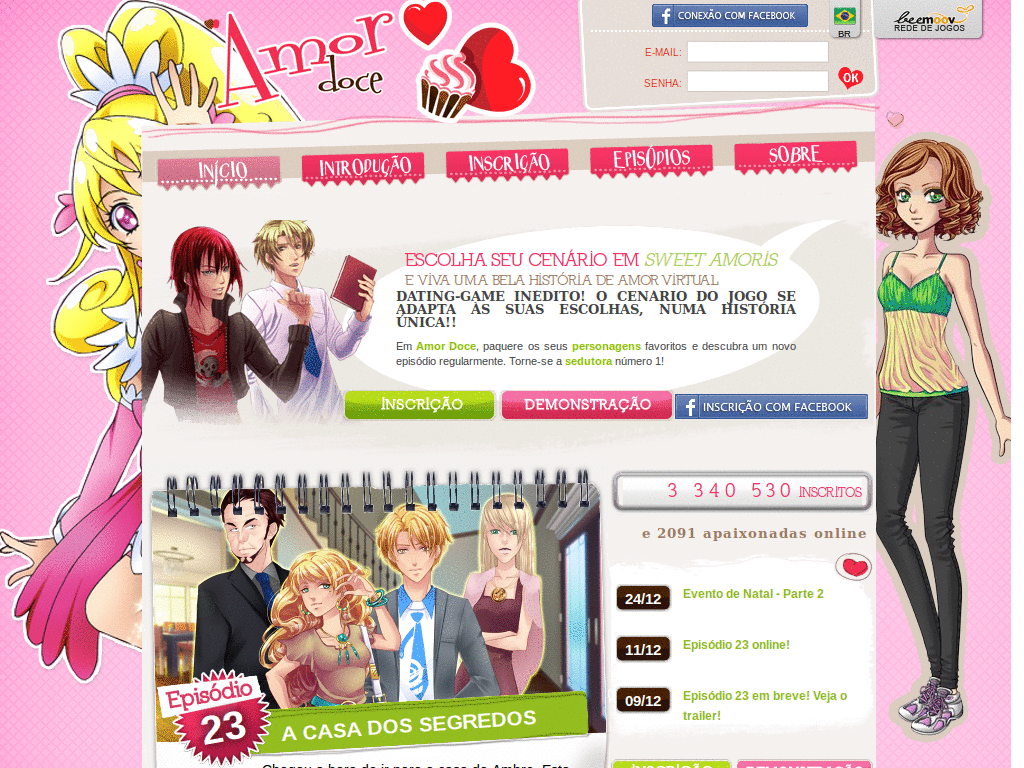 Amor
doce
CONEXÃO COM FACEBOOK
BR
beemoov
REDE DE JOGOS
E-MAIL:
SENHA:
OK
INÍCIO
INTRODUÇÃO
INSCRIÇÃO
EPISÓDIOS
SOBRE
ESCOLHA SEU CENÁRIO EM SWEET AMORIS
E VIVA UMA BELA HISTÓRIA DE AMOR VIRTUAL
DATING-GAME INEDITO! O CENARIO DO JOGO SE
ADAPTA AS SUAS ESCOLHAS, NUMA HISTÓRIA
ÚNICA!!
Em Amor Doce, paquere os seus personagens favoritos e descubra um novo
episódio regularmente. Torne-se a sedutora número 1!
INSCRIÇÃO
DEMONSTRAÇÃO
INSCRIÇÃO COM FACEBOOK
3 340 530 INSCRITOS
e 2091 apaixonadas online
24/12 Evento de Natal - Parte 2
11/12 Episódio 23 online!
09/12 Episódio 23 em breve! Veja o
trailer!
Episódio
23
A CASA DOS SEGREDOS
Chegou a hora de ir para a casa da Ambre. Esta
INSCRIÇÃO
DEMONSTRAÇÃO